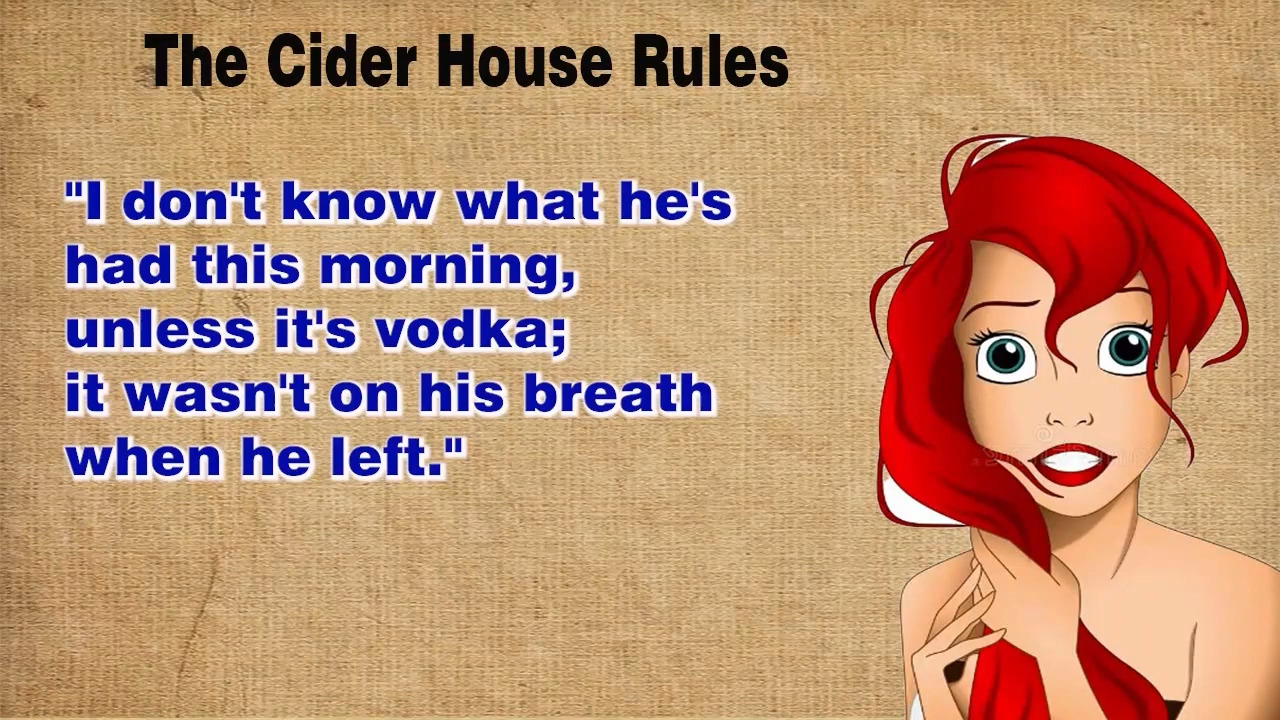 The Cider House Rules
"I don't know what he's
had this morning,
unless it's vodka;
it wasn't on his breath
when he left."